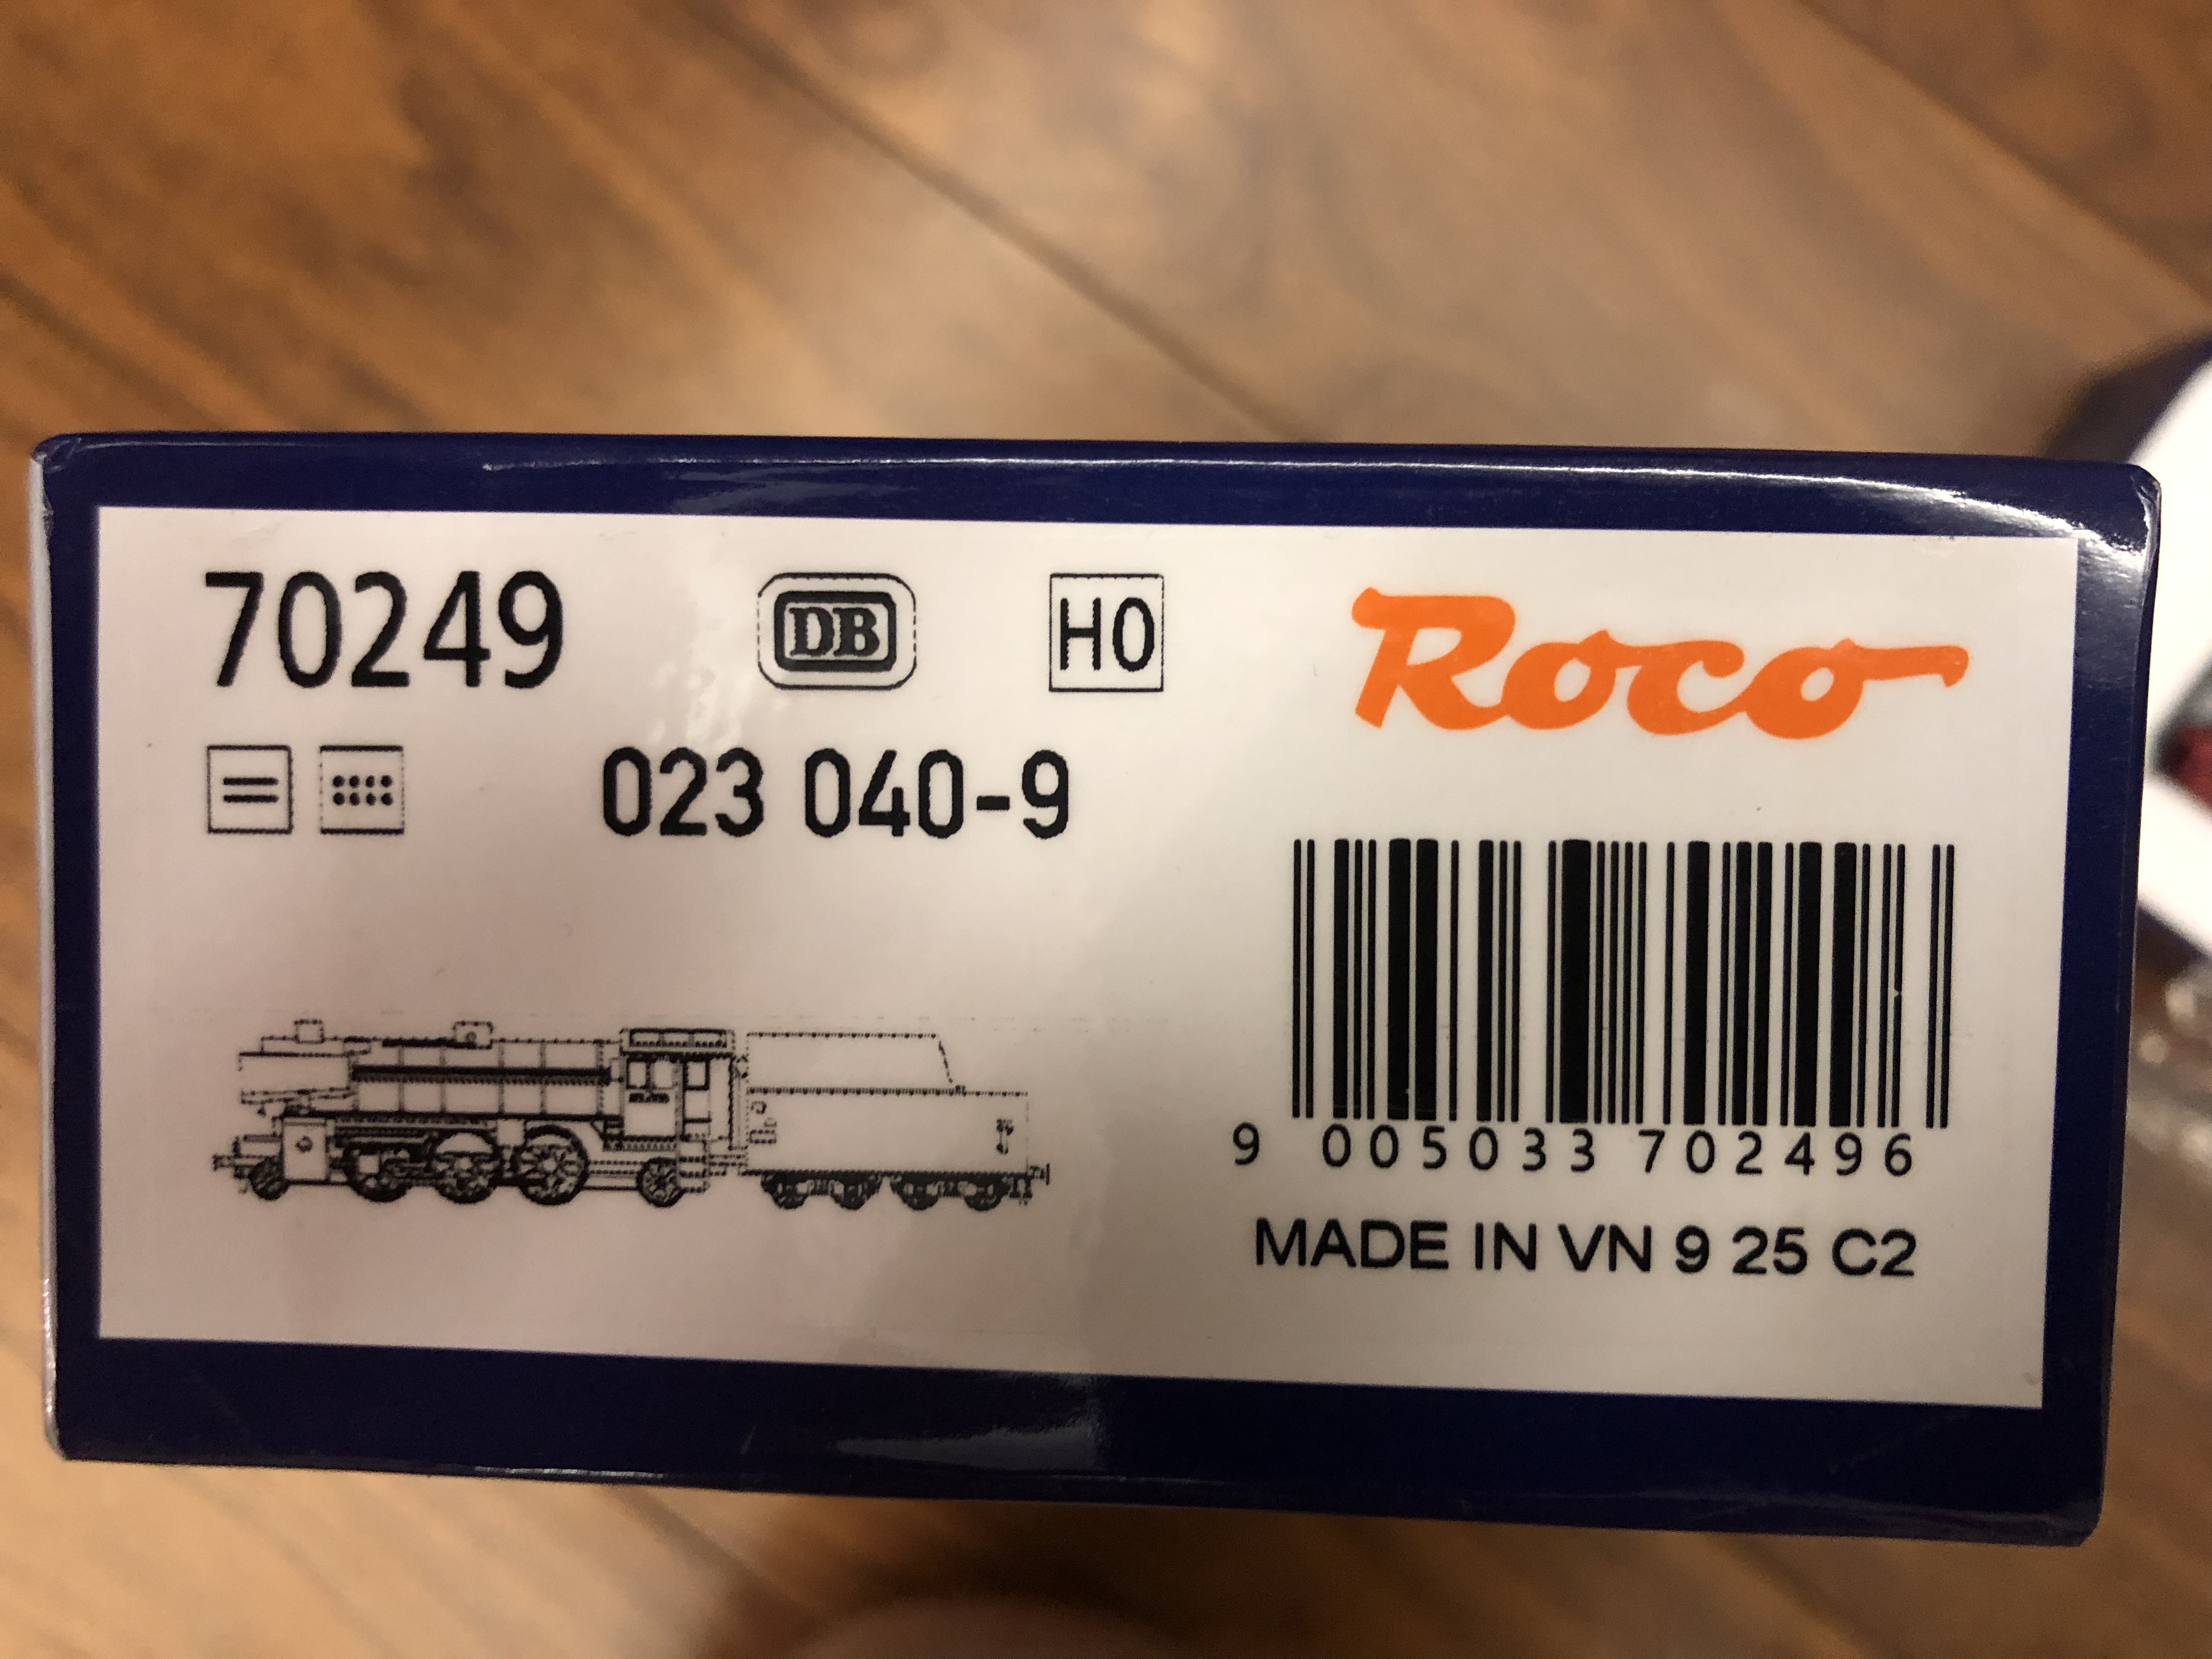 70249 DB H0 Roco
023 040-9
9 005033 702496
MADE IN VN 9 25 C2